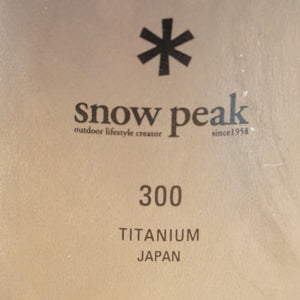 snow peak
outdoor lifestyle creator since1958
300
TITANIUM
JAPAN